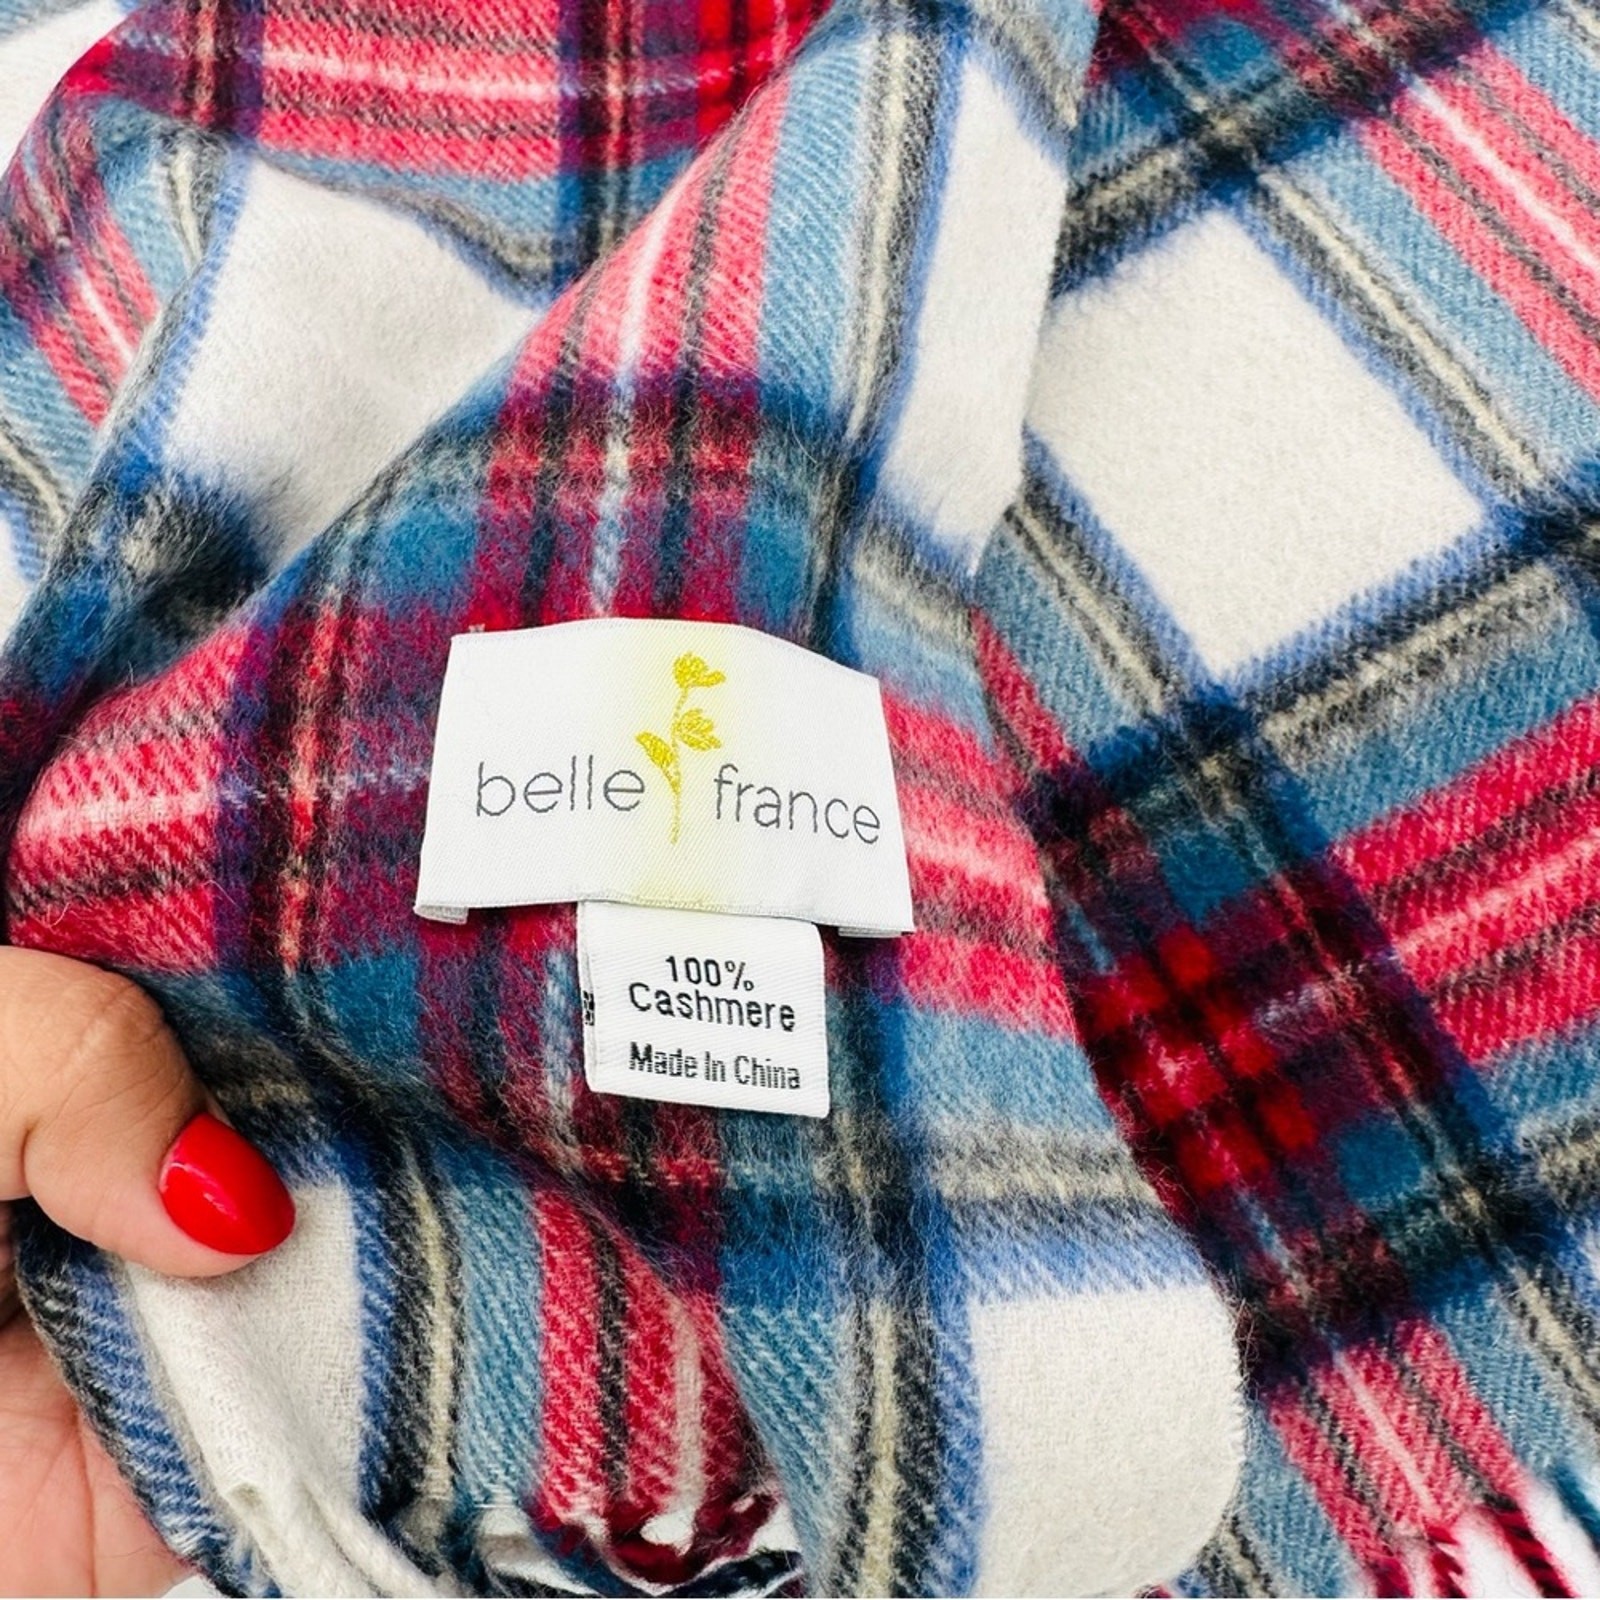 belle france
100%
Cashmere
Made In China